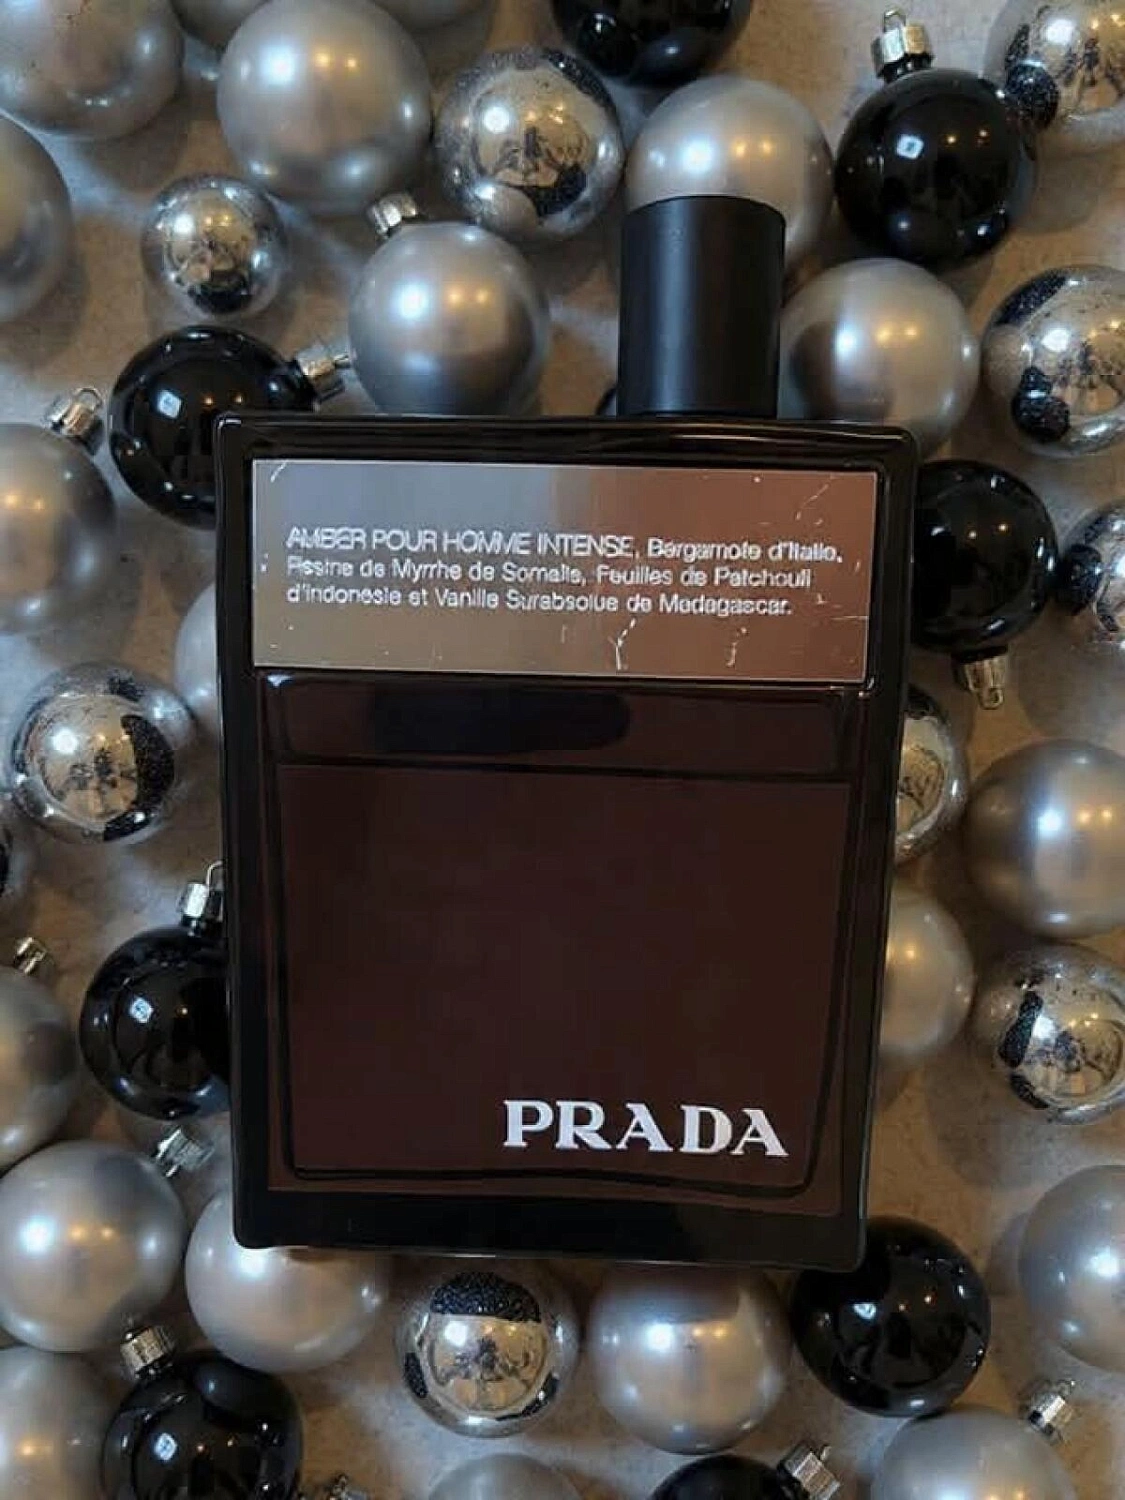 AMBER POUR HOMME INTENSE, Bergamote d'Italie,
Resine de Myrrhe de Somalie, Feuilles de Patchouli
d'Indonesie et Vanille Surabsolue de Madagascar.
PRADA